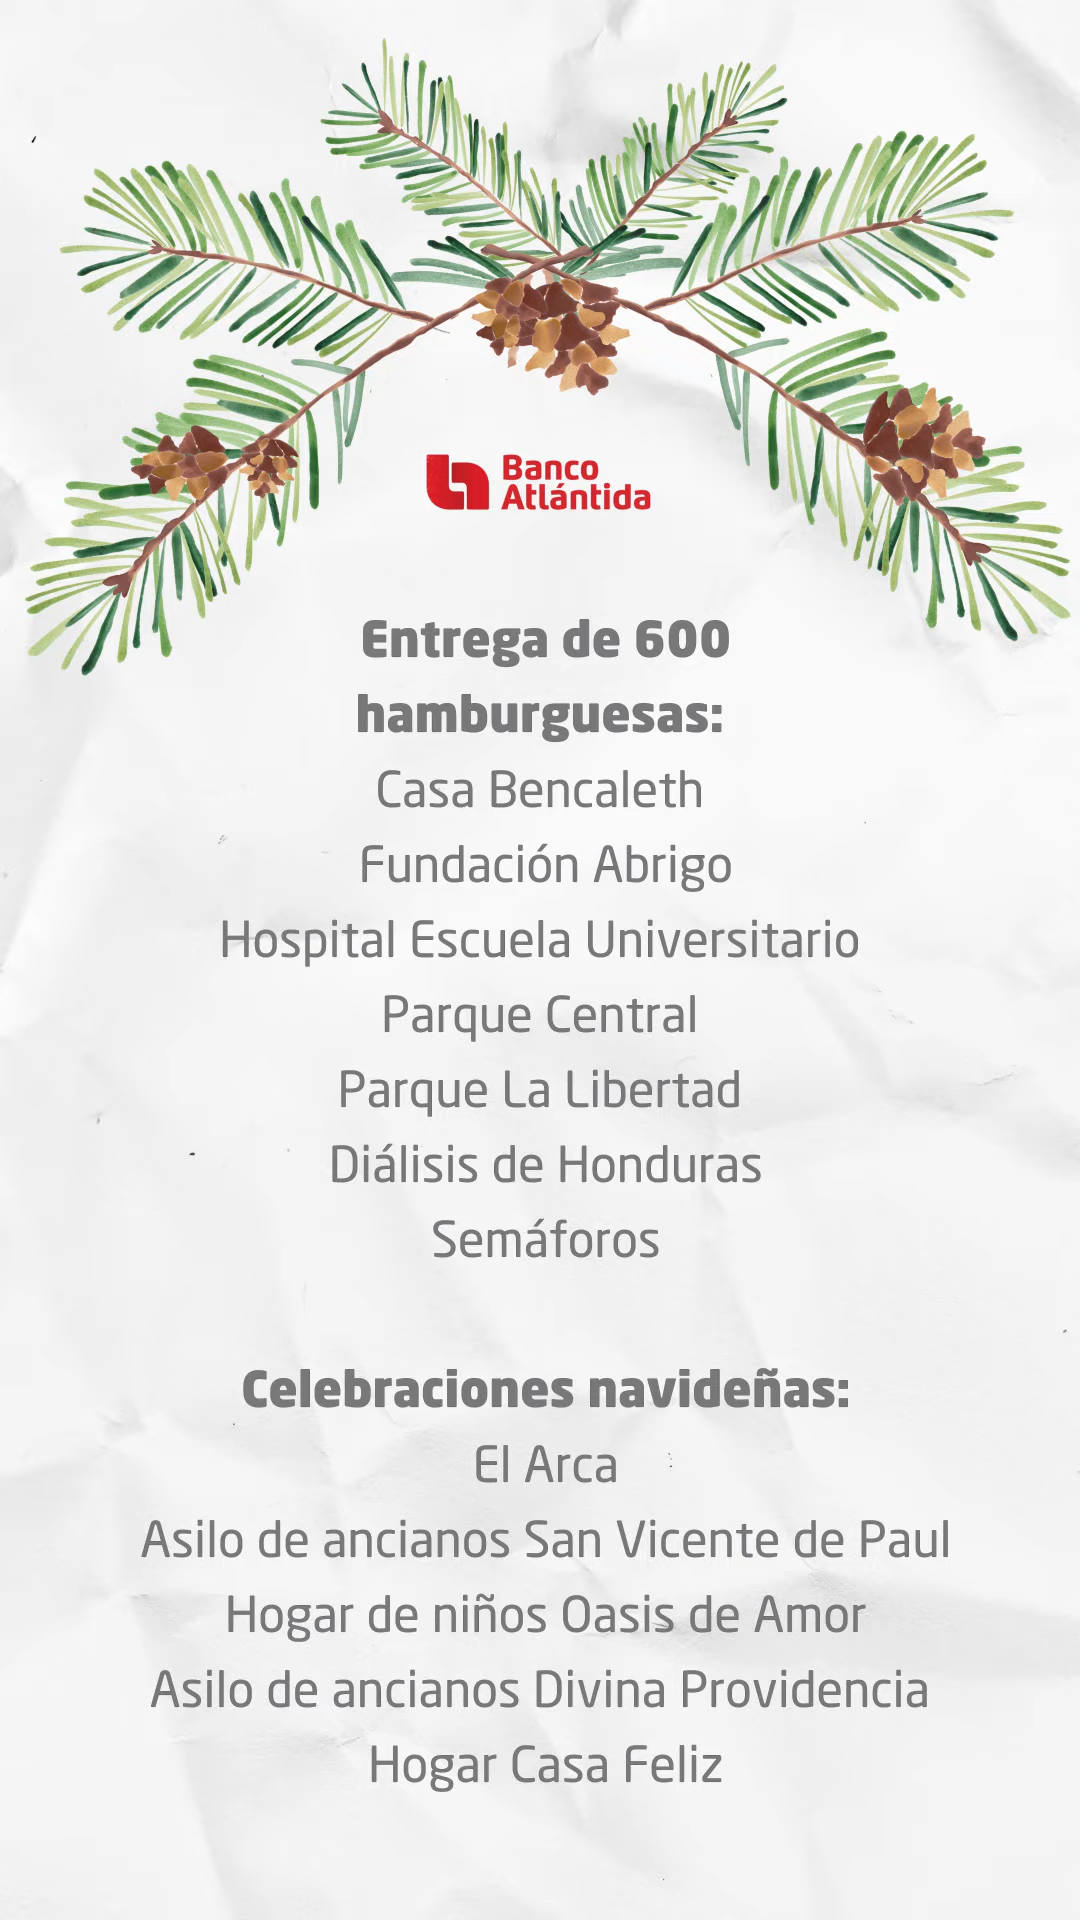 Banco
Atlántida
Entrega de 600
hamburguesas:
Casa Bencaleth
Fundación Abrigo
Hospital Escuela Universitario
Parque Central
Parque La Libertad
Diálisis de Honduras
Semáforos
Celebraciones navideñas:
El Arca
Asilo de ancianos San Vicente de Paul
Hogar de niños Oasis de Amor
Asilo de ancianos Divina Providencia
Hogar Casa Feliz